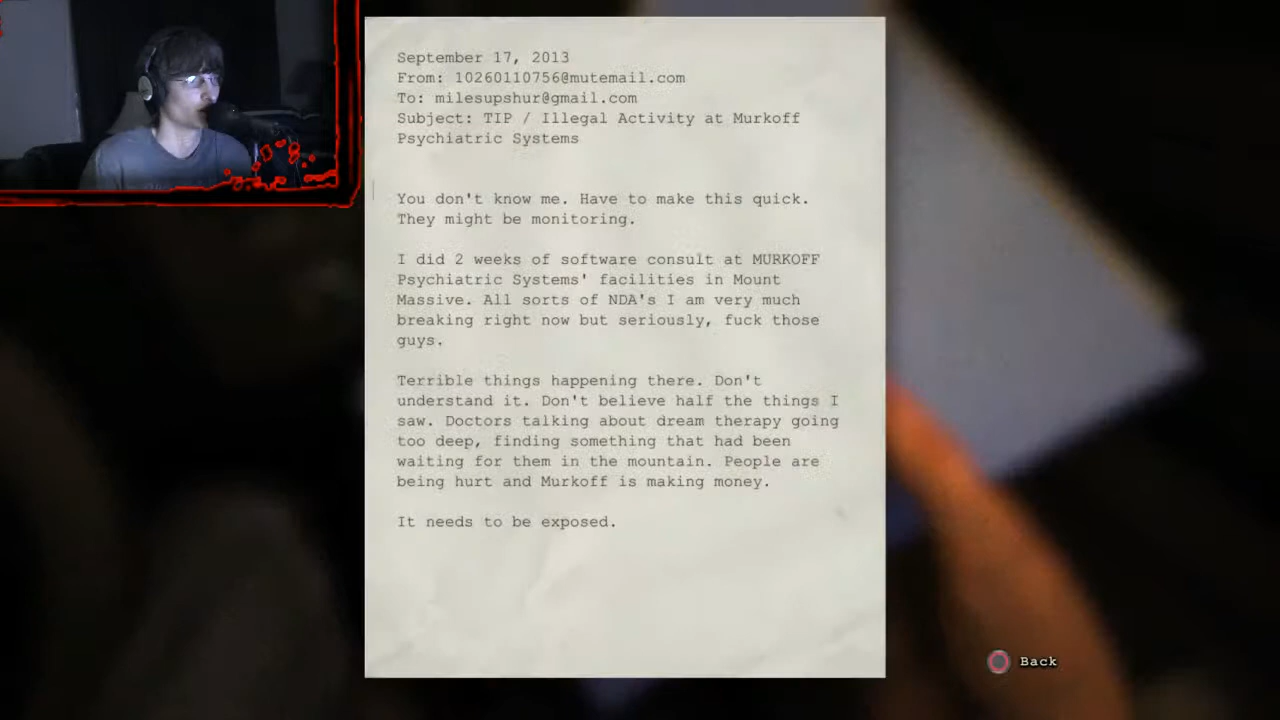 September 17, 2013
From: 10260110756@mutemail.com
To: milesupshur@gmail.com
Subject: TIP / Illegal Activity at Murkoff
Psychiatric Systems
You don't know me. Have to make this quick.
They might be monitoring.
I did 2 weeks of software consult at MURKOFF
Psychiatric Systems' facilities in Mount
Massive. All sorts of NDA's I am very much
breaking right now but seriously, fuck those
guys.
Terrible things happening there. Don't
understand it. Don't believe half the things I
saw. Doctors talking about dream therapy going
too deep, finding something that had been
waiting for them in the mountain. People are
being hurt and Murkoff is making money.
It needs to be exposed.
Back